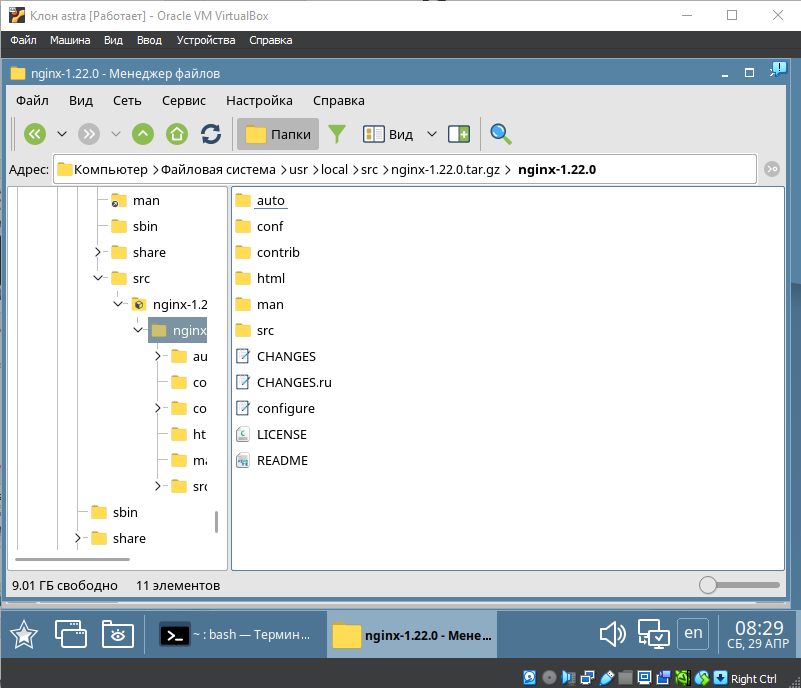 Клон astra [Работает] - Oracle VM VirtualBox
Файл Машина Вид Ввод Устройства Справка
nginx-1.22.0 - Менеджер файлов
Файл Вид Сеть Сервис Настройка Справка
Папки Вид
Адрес: Компьютер Файловая система usr local src nginx-1.22.0.tar.gz nginx-1.22.0
man
sbin
share
src
nginx-1.2
nginx
au
co
co
ht
ma
src
sbin
share
auto
conf
contrib
html
man
src
CHANGES
CHANGES.ru
configure
LICENSE
README
9.01 ГБ свободно 11 элементов
~ : bash — Термин...
nginx-1.22.0 - Мене...
en
08:29
СБ, 29 АПР
Right Ctrl